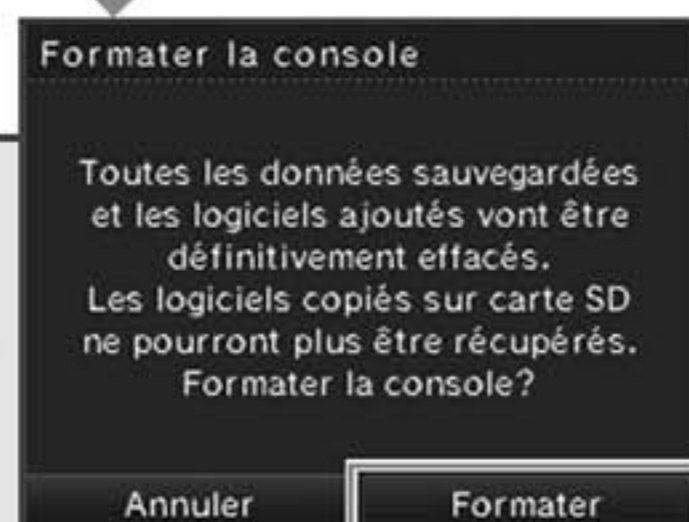 Formater la console
Toutes les données sauvegardées
et les logiciels ajoutés vont être
définitivement effacés.
Les logiciels copiés sur carte SD
ne pourront plus être récupérés.
Formater la console?
Annuler
Formater